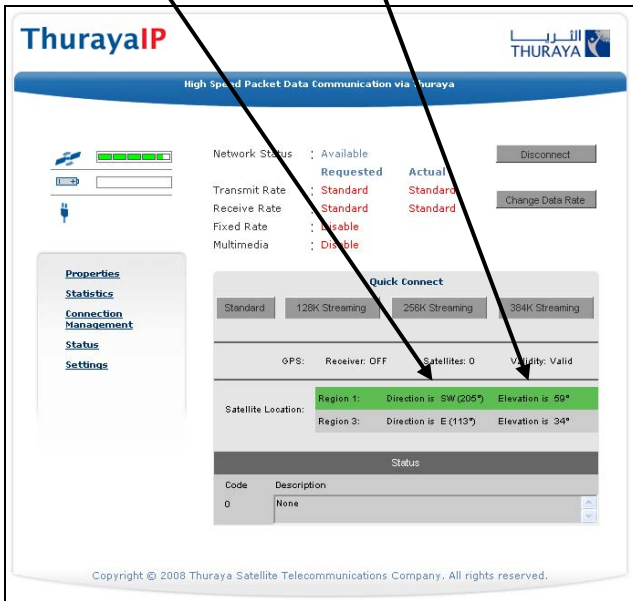 ThurayaIP
الثريا
THURAYA
High Speed Packet Data Communication via Thuraya
Network Status : Available
Requested Actual
Transmit Rate : Standard Standard
Receive Rate : Standard Standard
Fixed Rate : Disable
Multimedia : Disable
Disconnect
Change Data Rate
Properties
Statistics
Connection
Management
Status
Settings
Quick Connect
Standard 128K Streaming 256K Streaming 384K Streaming
GPS: Receiver: OFF Satellites: 0 Validity: Valid
Satellite Location:
Region 1: Direction is SW (205°) Elevation is 59°
Region 3: Direction is E (113°) Elevation is 34°
Status
Code Description
0 None
Copyright © 2008 Thuraya Satellite Telecommunications Company. All rights reserved.